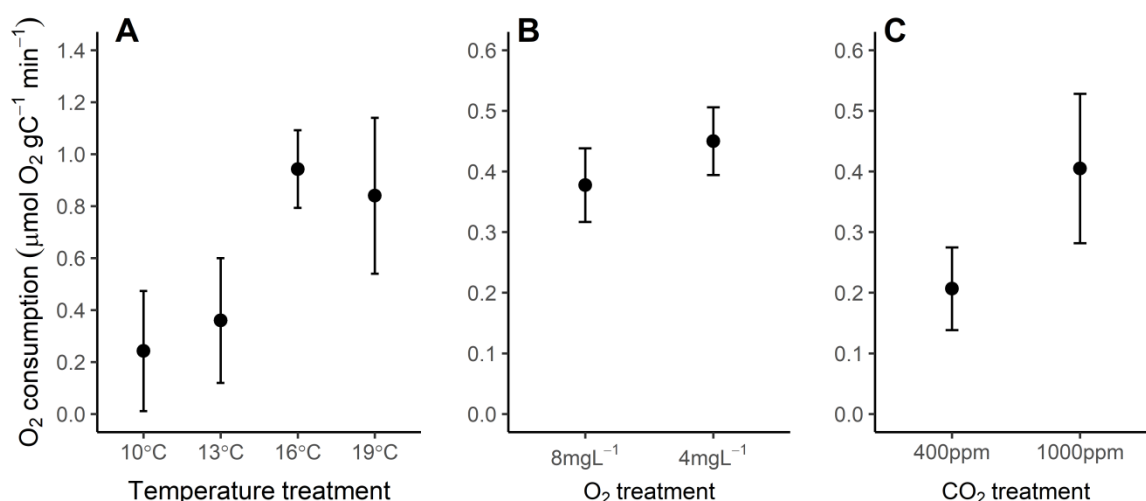 O₂ consumption (μmol O₂ gC⁻¹ min⁻¹)
A
1.4
1.2
1.0
0.8
0.6
0.4
0.2
0.0
10°C 13°C 16°C 19°C
Temperature treatment
B
0.6
0.5
0.4
0.3
0.2
0.1
0.0
8mgL⁻¹ 4mgL⁻¹
O₂ treatment
C
0.6
0.5
0.4
0.3
0.2
0.1
0.0
400ppm 1000ppm
CO₂ treatment